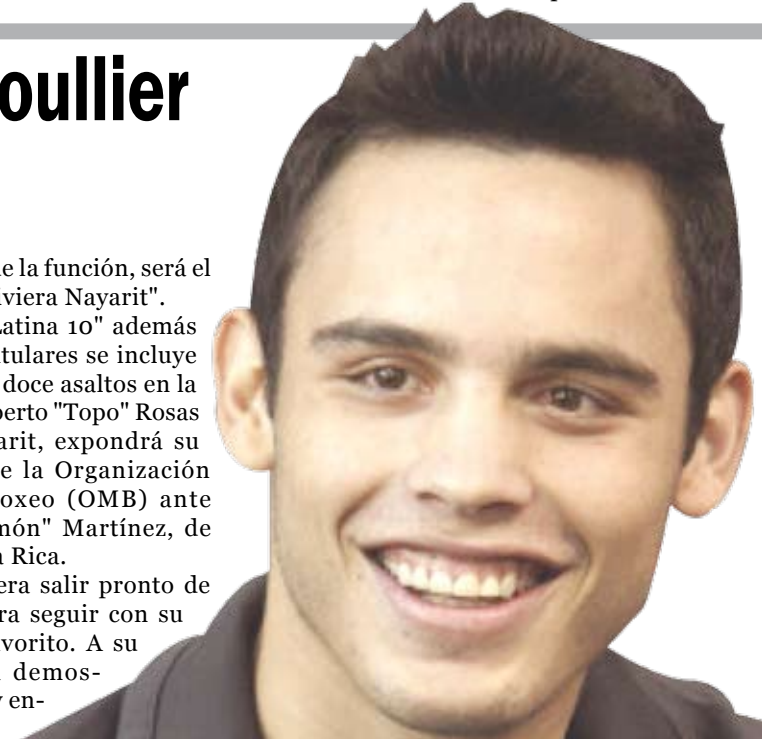 oullier
e la función, será el
iviera Nayarit".
Latina 10" además
tulares se incluye
doce asaltos en la
berto "Topo" Rosas
arit, expondrá su
e la Organización
oxeo (OMB) ante
món" Martínez, de
a Rica.
era salir pronto de
ra seguir con su
vorito. A su
demos-
en-